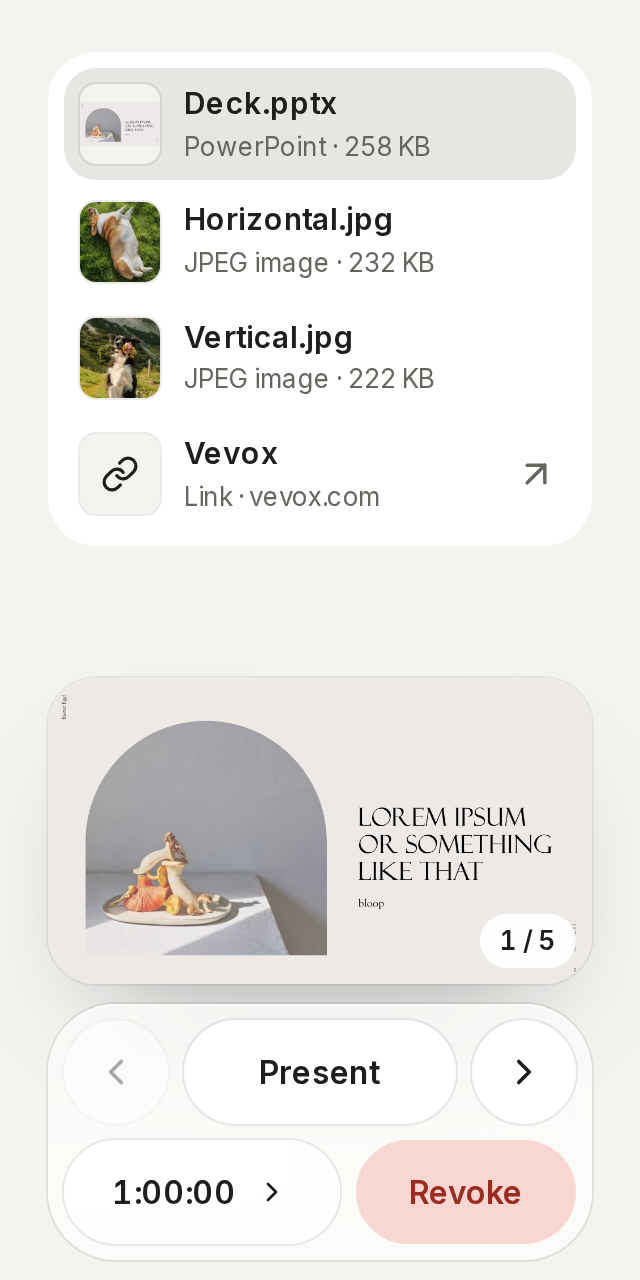 Deck.pptx
PowerPoint · 258 KB
Horizontal.jpg
JPEG image · 232 KB
Vertical.jpg
JPEG image · 222 KB
Vevox
Link · vevox.com
LOREM IPSUM
OR SOMETHING
LIKE THAT
bloop
1 / 5
Present
1:00:00
Revoke